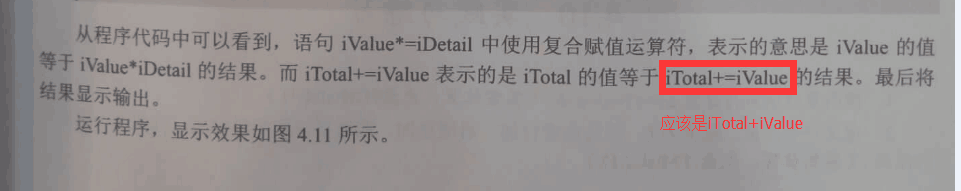 从程序代码中可以看到，语句 iValue*=iDetail 中使用复合赋值运算符，表示的意思是 iValue 的值
等于 iValue*iDetail 的结果。而 iTotal+=iValue 表示的是 iTotal 的值等于 iTotal+=iValue 的结果。最后将
结果显示输出。
应该是iTotal+iValue
运行程序，显示效果如图 4.11 所示。